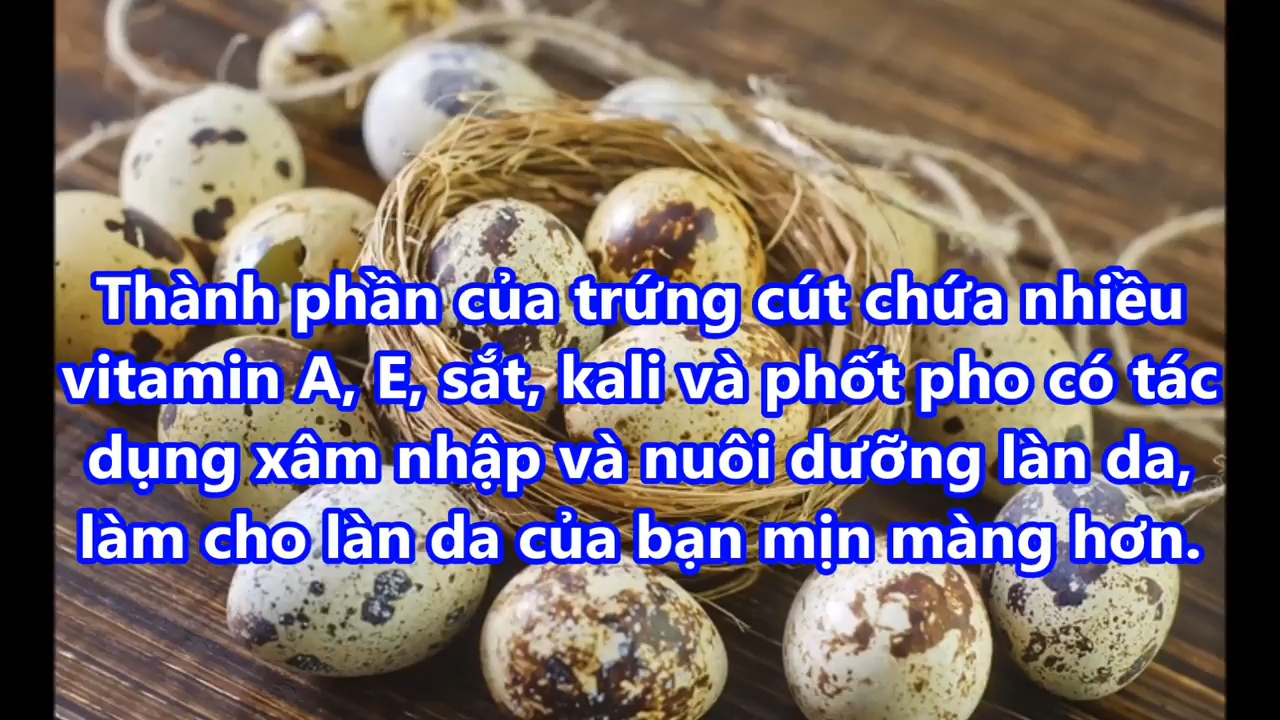 Thành phần của trứng cút chứa nhiều
vitamin A, E, sắt, kali và phốt pho có tác
dụng xâm nhập và nuôi dưỡng làn da,
làm cho làn da của bạn mịn màng hơn.